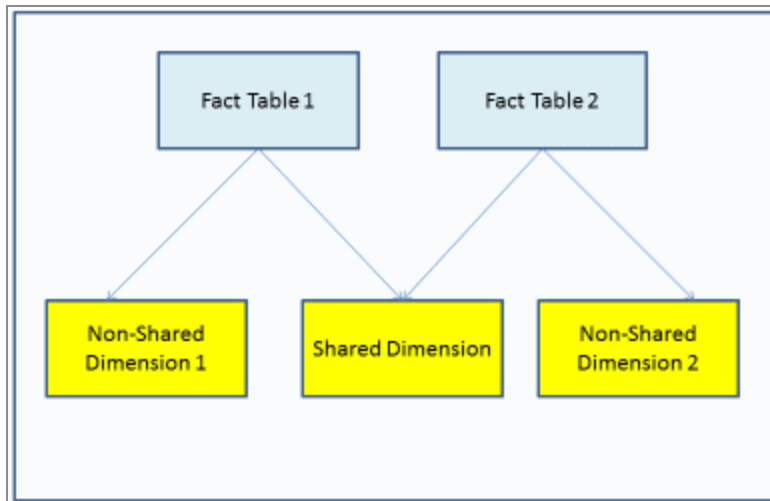 Fact Table 1
Fact Table 2
Non-Shared
Dimension 1
Shared Dimension
Non-Shared
Dimension 2